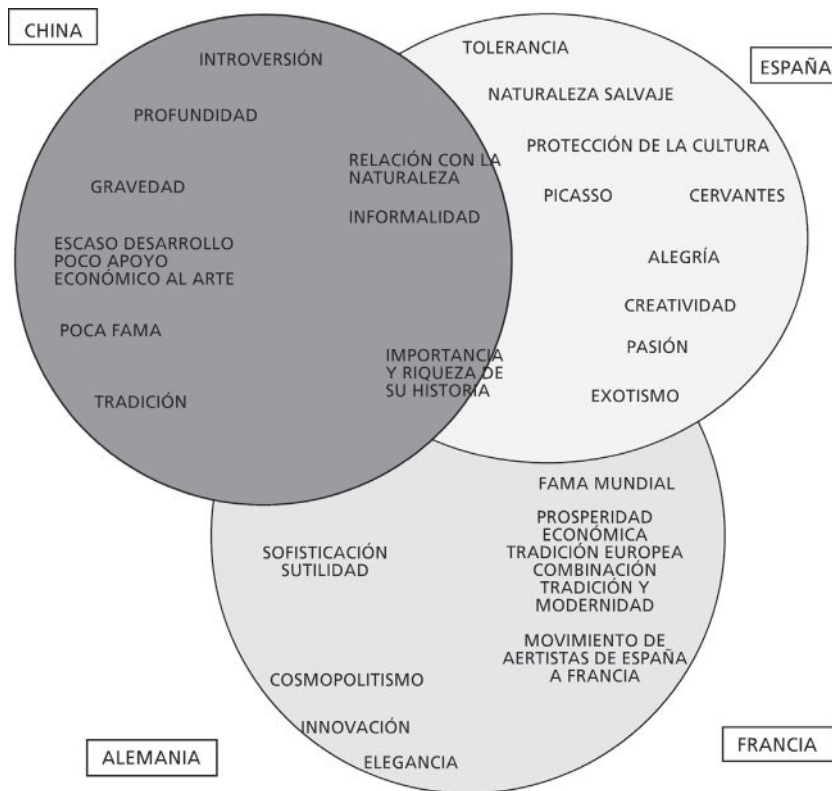 CHINA
INTROVERSIÓN
PROFUNDIDAD
GRAVEDAD
ESCASO DESARROLLO
POCO APOYO
ECONÓMICO AL ARTE
POCA FAMA
TRADICIÓN
RELACIÓN CON LA
NATURALEZA
INFORMALIDAD
IMPORTANCIA
Y RIQUEZA DE
SU HISTORIA
ESPAÑA
TOLERANCIA
NATURALEZA SALVAJE
PROTECCIÓN DE LA CULTURA
PICASSO
CERVANTES
ALEGRÍA
CREATIVIDAD
PASIÓN
EXOTISMO
FAMA MUNDIAL
PROSPERIDAD
ECONÓMICA
TRADICIÓN EUROPEA
COMBINACIÓN
TRADICIÓN Y
MODERNIDAD
MOVIMIENTO DE
AERTISTAS DE ESPAÑA
A FRANCIA
SOFISTICACIÓN
SUTILIDAD
COSMOPOLITISMO
INNOVACIÓN
ELEGANCIA
ALEMANIA
FRANCIA